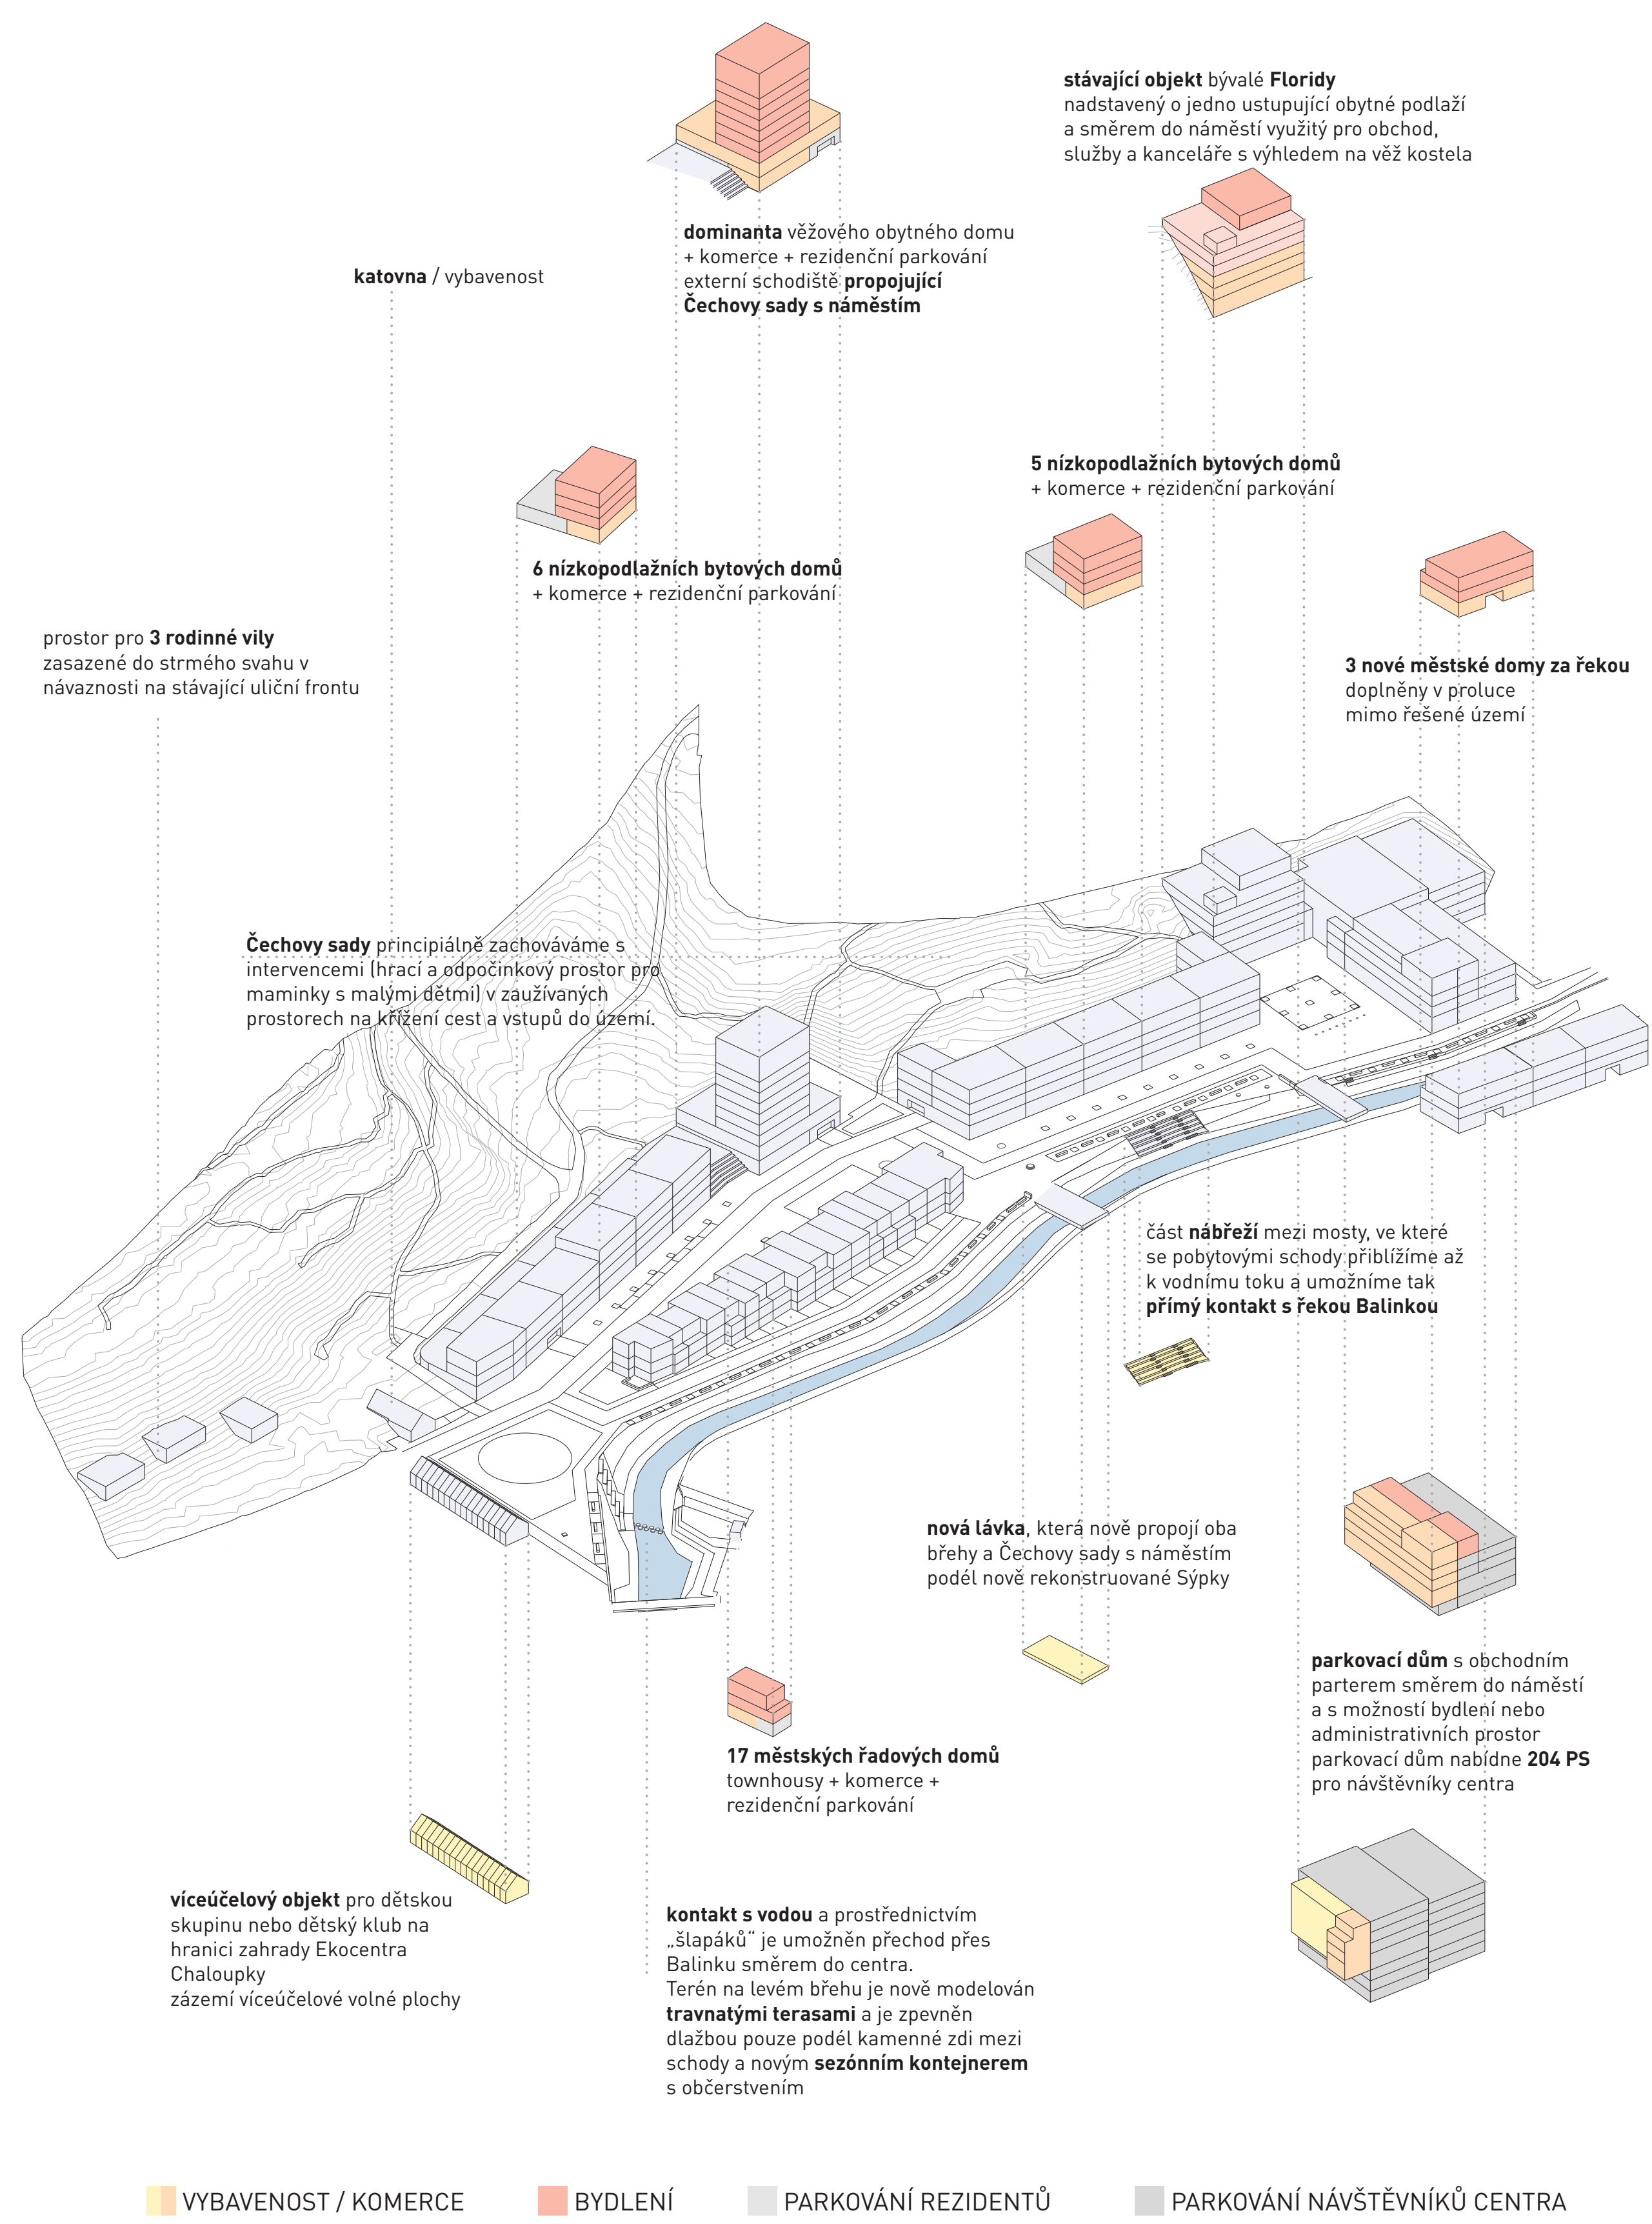 stávající objekt bývalé Floridy
nadstavený o jedno ustupující obytné podlaží
a směrem do náměstí využitý pro obchod,
služby a kanceláře s výhledem na věž kostela
dominanta věžového obytného domu
+ komerce + rezidenční parkování
externí schodiště propojující
Čechovy sady s náměstím
katovna / vybavenost
5 nízkopodlažních bytových domů
+ komerce + rezidenční parkování
6 nízkopodlažních bytových domů
+ komerce + rezidenční parkování
prostor pro 3 rodinné vily
zasazené do strmého svahu v
návaznosti na stávající uliční frontu
3 nové městské domy za řekou
doplněny v proluce
mimo řešené území
Čechovy sady principiálně zachováváme s
intervencemi (hrací a odpočinkový prostor pro
maminky s malými dětmi) v zaužívaných
prostorech na křížení cest a vstupů do území.
část nábřeží mezi mosty, ve které
se pobytovými schody přiblížíme až
k vodnímu toku a umožníme tak
přímý kontakt s řekou Balinkou
nová lávka, která nově propojí oba
břehy a Čechovy sady s náměstím
podél nově rekonstruované Sýpky
parkovací dům s obchodním
parterem směrem do náměstí
a s možností bydlení nebo
administrativních prostor
parkovací dům nabídne 204 PS
pro návštěvníky centra
17 městských řadových domů
townhousy + komerce +
rezidenční parkování
víceúčelový objekt pro dětskou
skupinu nebo dětský klub na
hranici zahrady Ekocentra
Chaloupky
zázemí víceúčelové volné plochy
kontakt s vodou a prostřednictvím
„šlapáků“ je umožněn přechod přes
Balinku směrem do centra.
Terén na levém břehu je nově modelován
travnatými terasami a je zpevněn
dlažbou pouze podél kamenné zdi mezi
schody a novým sezónním kontejnerem
s občerstvením
VYBAVENOST / KOMERCE
BYDLENÍ
PARKOVÁNÍ REZIDENTŮ
PARKOVÁNÍ NÁVŠTĚVNÍKŮ CENTRA